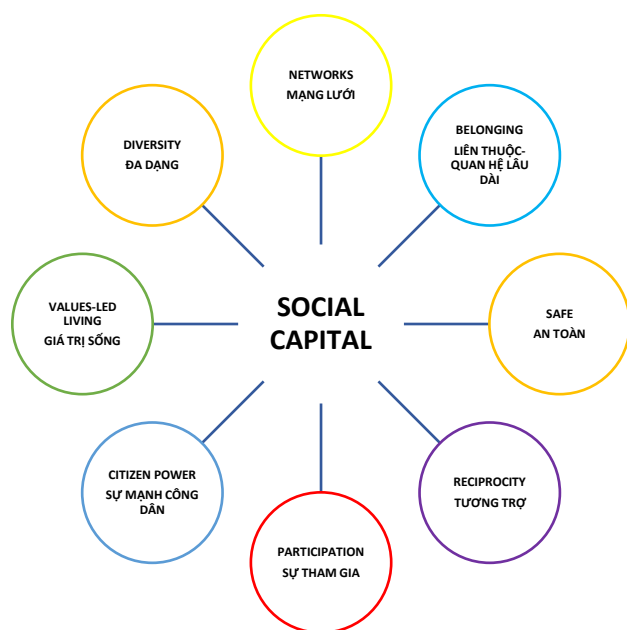 NETWORKS
MẠNG LƯỚI
BELONGING
LIÊN THUỘC-
QUAN HỆ LÂU
DÀI
SAFE
AN TOÀN
RECIPROCITY
TƯƠNG TRỢ
PARTICIPATION
SỰ THAM GIA
CITIZEN POWER
SỰ MẠNH CÔNG
DÂN
VALUES-LED
LIVING
GIÁ TRỊ SỐNG
DIVERSITY
ĐA DẠNG
SOCIAL
CAPITAL